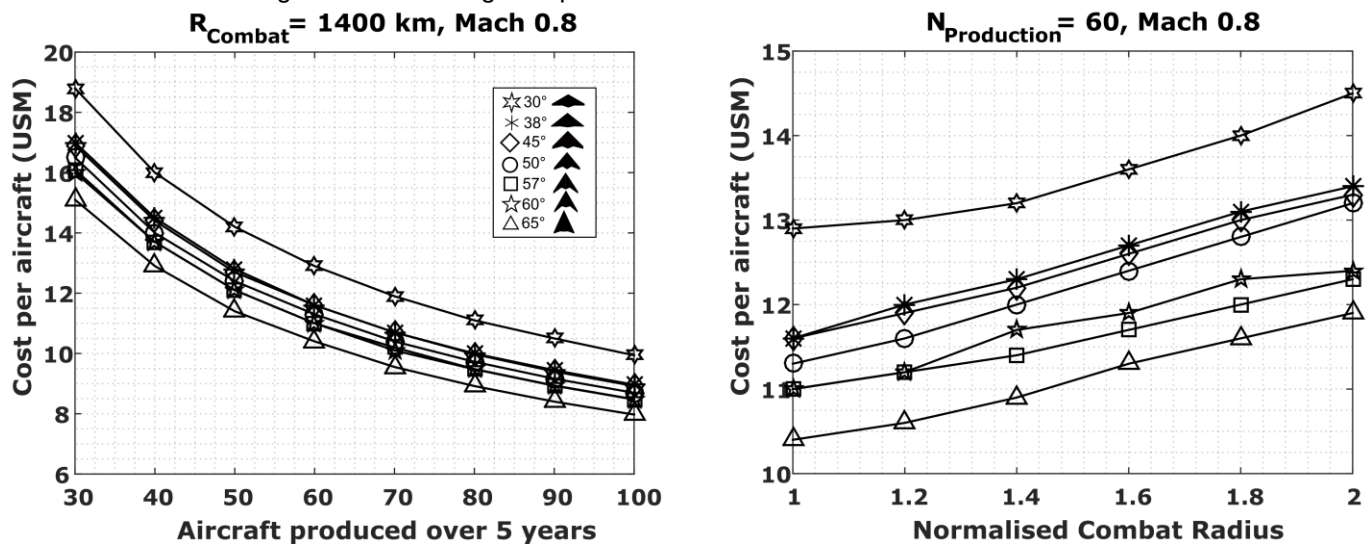 R_Combat = 1400 km, Mach 0.8
Cost per aircraft (USM)
20
18
16
14
12
10
8
6
30 40 50 60 70 80 90 100
Aircraft produced over 5 years
30°
38°
45°
50°
57°
60°
65°
N_Production = 60, Mach 0.8
Cost per aircraft (USM)
15
14
13
12
11
10
1 1.2 1.4 1.6 1.8 2
Normalised Combat Radius